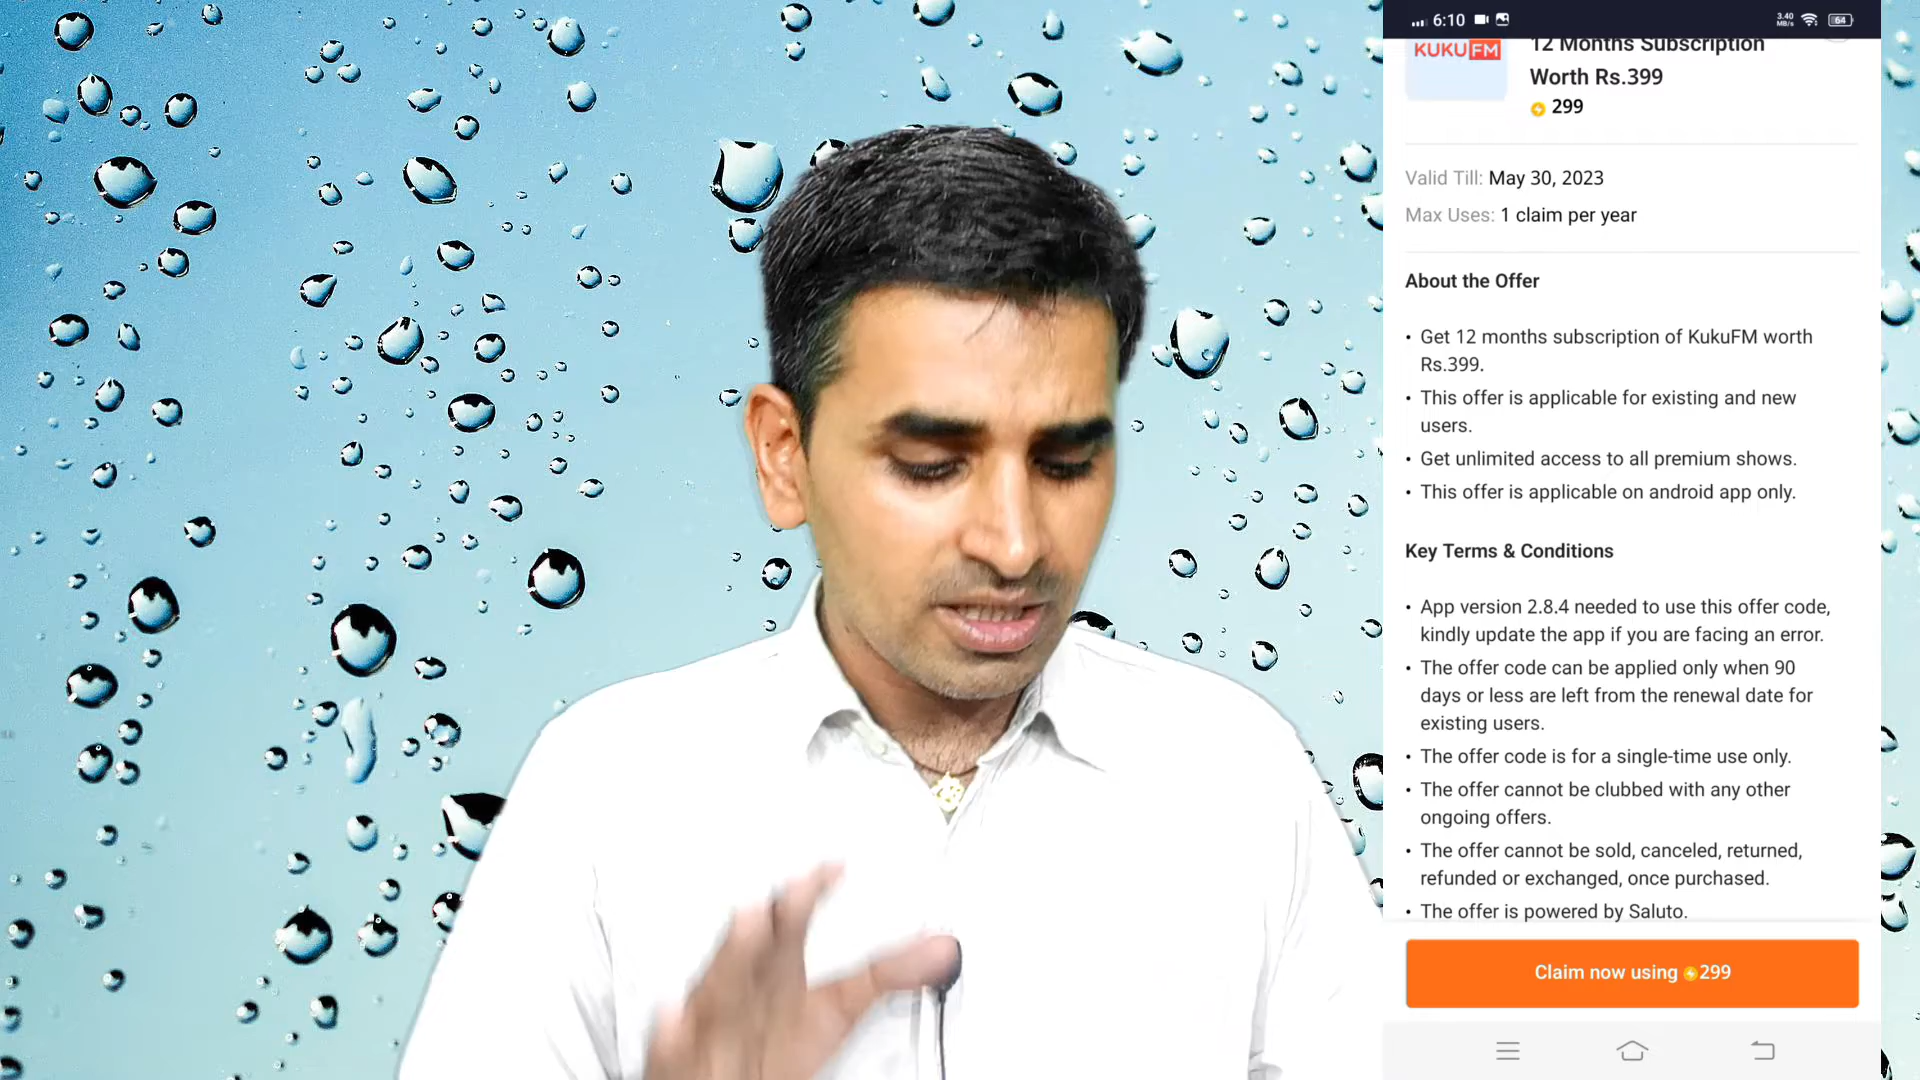 6:10
3.40
MB/s
64
KUKU FM
12 Months Subscription
Worth Rs.399
299
Valid Till: May 30, 2023
Max Uses: 1 claim per year
About the Offer
• Get 12 months subscription of KukuFM worth
Rs.399.
• This offer is applicable for existing and new
users.
• Get unlimited access to all premium shows.
• This offer is applicable on android app only.
Key Terms & Conditions
• App version 2.8.4 needed to use this offer code,
kindly update the app if you are facing an error.
• The offer code can be applied only when 90
days or less are left from the renewal date for
existing users.
• The offer code is for a single-time use only.
• The offer cannot be clubbed with any other
ongoing offers.
• The offer cannot be sold, canceled, returned,
refunded or exchanged, once purchased.
• The offer is powered by Saluto.
Claim now using 299